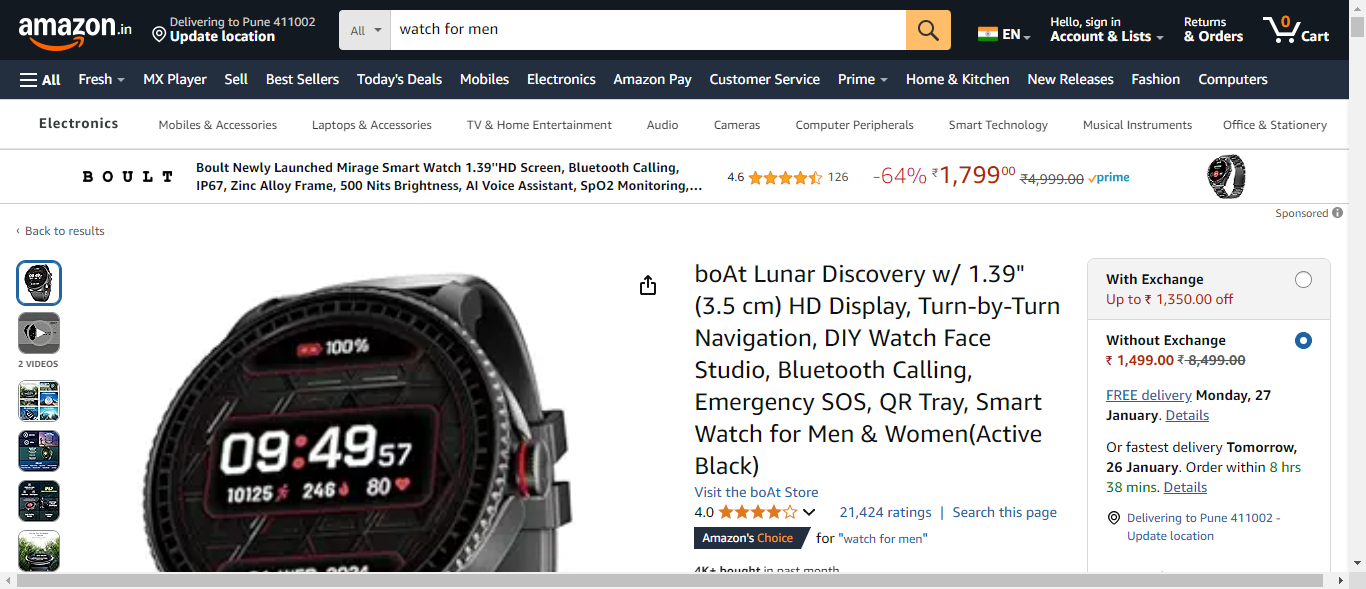 amazon.in
Delivering to Pune 411002
Update location
All
watch for men
EN
Hello, sign in
Account & Lists
Returns
& Orders
0
Cart
All Fresh MX Player Sell Best Sellers Today's Deals Mobiles Electronics Amazon Pay Customer Service Prime Home & Kitchen New Releases Fashion Computers
Electronics Mobiles & Accessories Laptops & Accessories TV & Home Entertainment Audio Cameras Computer Peripherals Smart Technology Musical Instruments Office & Stationery
BOULT
Boult Newly Launched Mirage Smart Watch 1.39''HD Screen, Bluetooth Calling,
IP67, Zinc Alloy Frame, 500 Nits Brightness, AI Voice Assistant, SpO2 Monitoring,...
4.6 126 -64% ₹1,799⁰⁰ ₹4,999.00 prime
Sponsored
‹ Back to results
2 VIDEOS
100%
09:49 57
10125 246 80
boAt Lunar Discovery w/ 1.39"
(3.5 cm) HD Display, Turn-by-Turn
Navigation, DIY Watch Face
Studio, Bluetooth Calling,
Emergency SOS, QR Tray, Smart
Watch for Men & Women(Active
Black)
Visit the boAt Store
4.0 21,424 ratings | Search this page
Amazon's Choice for "watch for men"
4K+ bought in past month
With Exchange
Up to ₹ 1,350.00 off
Without Exchange
₹ 1,499.00 ₹ 8,499.00
FREE delivery Monday, 27
January. Details
Or fastest delivery Tomorrow,
26 January. Order within 8 hrs
38 mins. Details
Delivering to Pune 411002 -
Update location